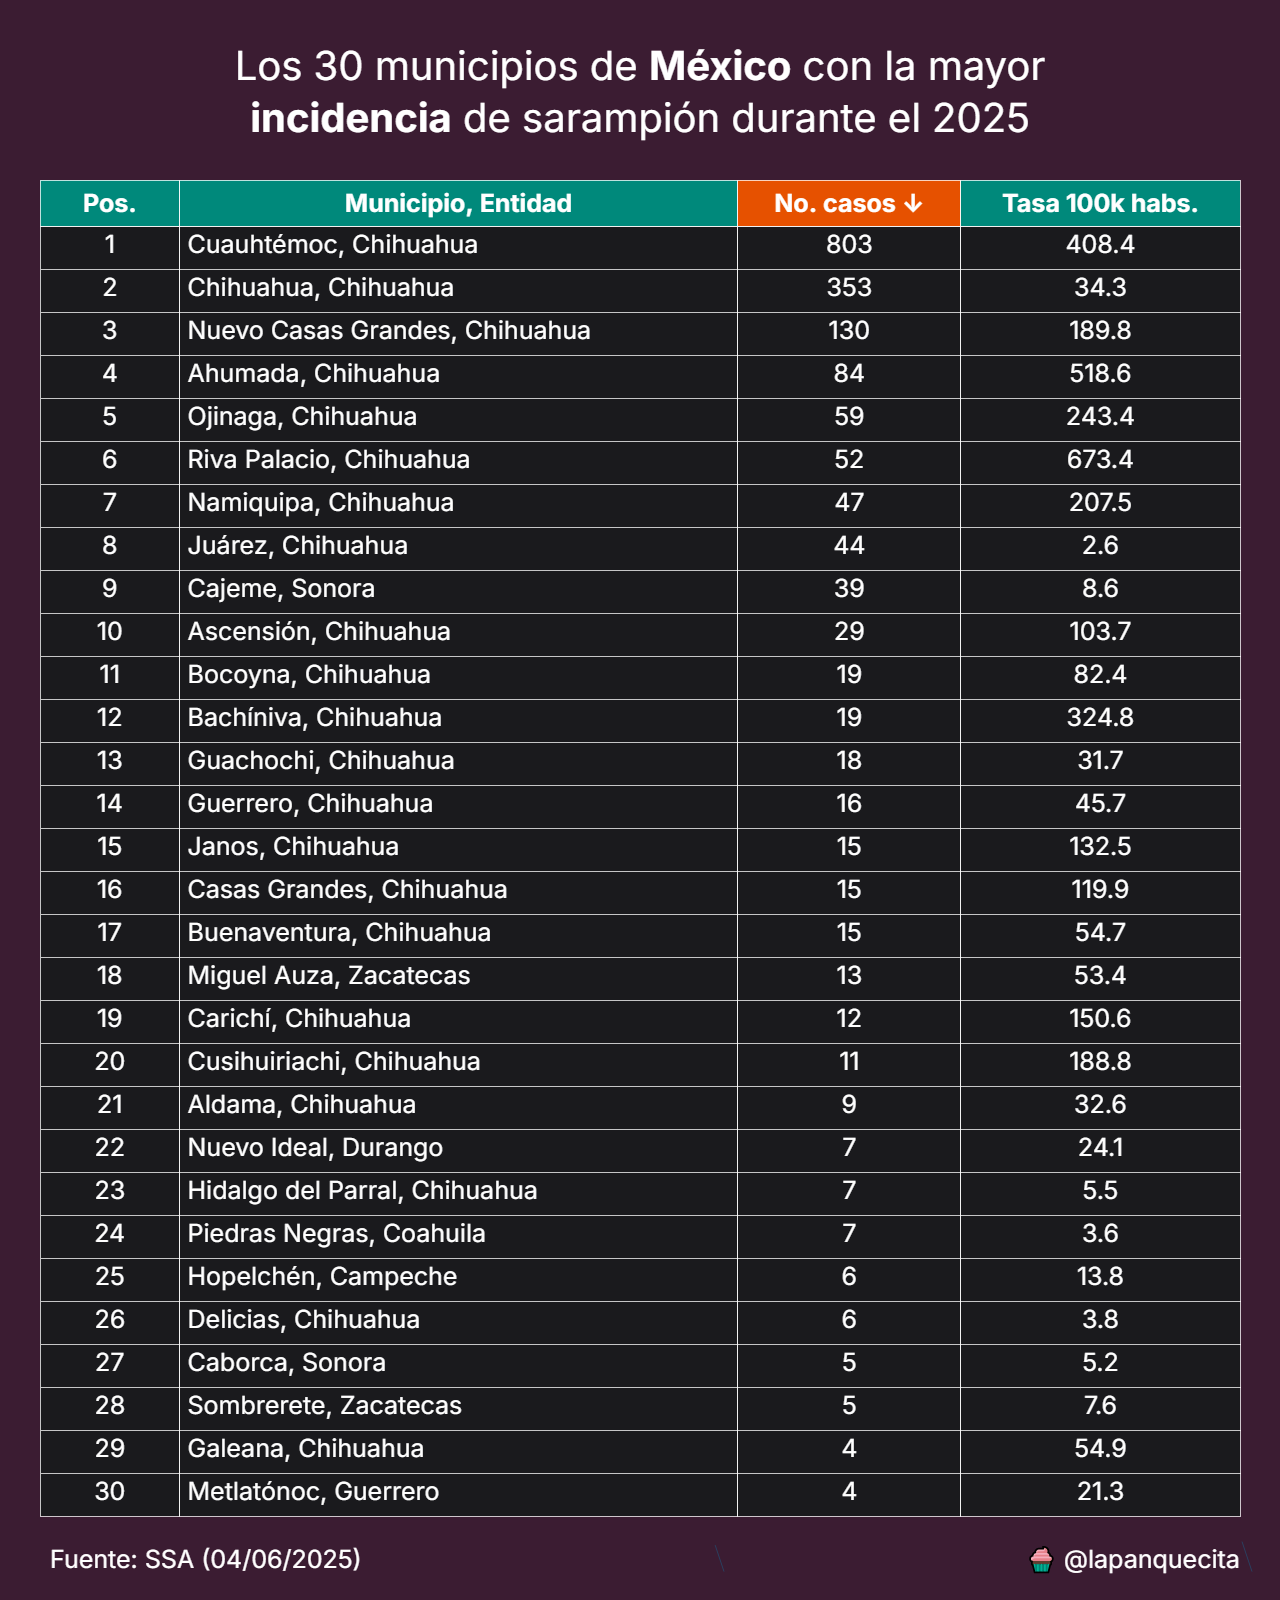 Los 30 municipios de México con la mayor
incidencia de sarampión durante el 2025
Pos. Municipio, Entidad No. casos ↓ Tasa 100k habs.
1 Cuauhtémoc, Chihuahua 803 408.4
2 Chihuahua, Chihuahua 353 34.3
3 Nuevo Casas Grandes, Chihuahua 130 189.8
4 Ahumada, Chihuahua 84 518.6
5 Ojinaga, Chihuahua 59 243.4
6 Riva Palacio, Chihuahua 52 673.4
7 Namiquipa, Chihuahua 47 207.5
8 Juárez, Chihuahua 44 2.6
9 Cajeme, Sonora 39 8.6
10 Ascensión, Chihuahua 29 103.7
11 Bocoyna, Chihuahua 19 82.4
12 Bachíniva, Chihuahua 19 324.8
13 Guachochi, Chihuahua 18 31.7
14 Guerrero, Chihuahua 16 45.7
15 Janos, Chihuahua 15 132.5
16 Casas Grandes, Chihuahua 15 119.9
17 Buenaventura, Chihuahua 15 54.7
18 Miguel Auza, Zacatecas 13 53.4
19 Carichí, Chihuahua 12 150.6
20 Cusihuiriachi, Chihuahua 11 188.8
21 Aldama, Chihuahua 9 32.6
22 Nuevo Ideal, Durango 7 24.1
23 Hidalgo del Parral, Chihuahua 7 5.5
24 Piedras Negras, Coahuila 7 3.6
25 Hopelchén, Campeche 6 13.8
26 Delicias, Chihuahua 6 3.8
27 Caborca, Sonora 5 5.2
28 Sombrerete, Zacatecas 5 7.6
29 Galeana, Chihuahua 4 54.9
30 Metlatónoc, Guerrero 4 21.3
Fuente: SSA (04/06/2025) @lapanquecita